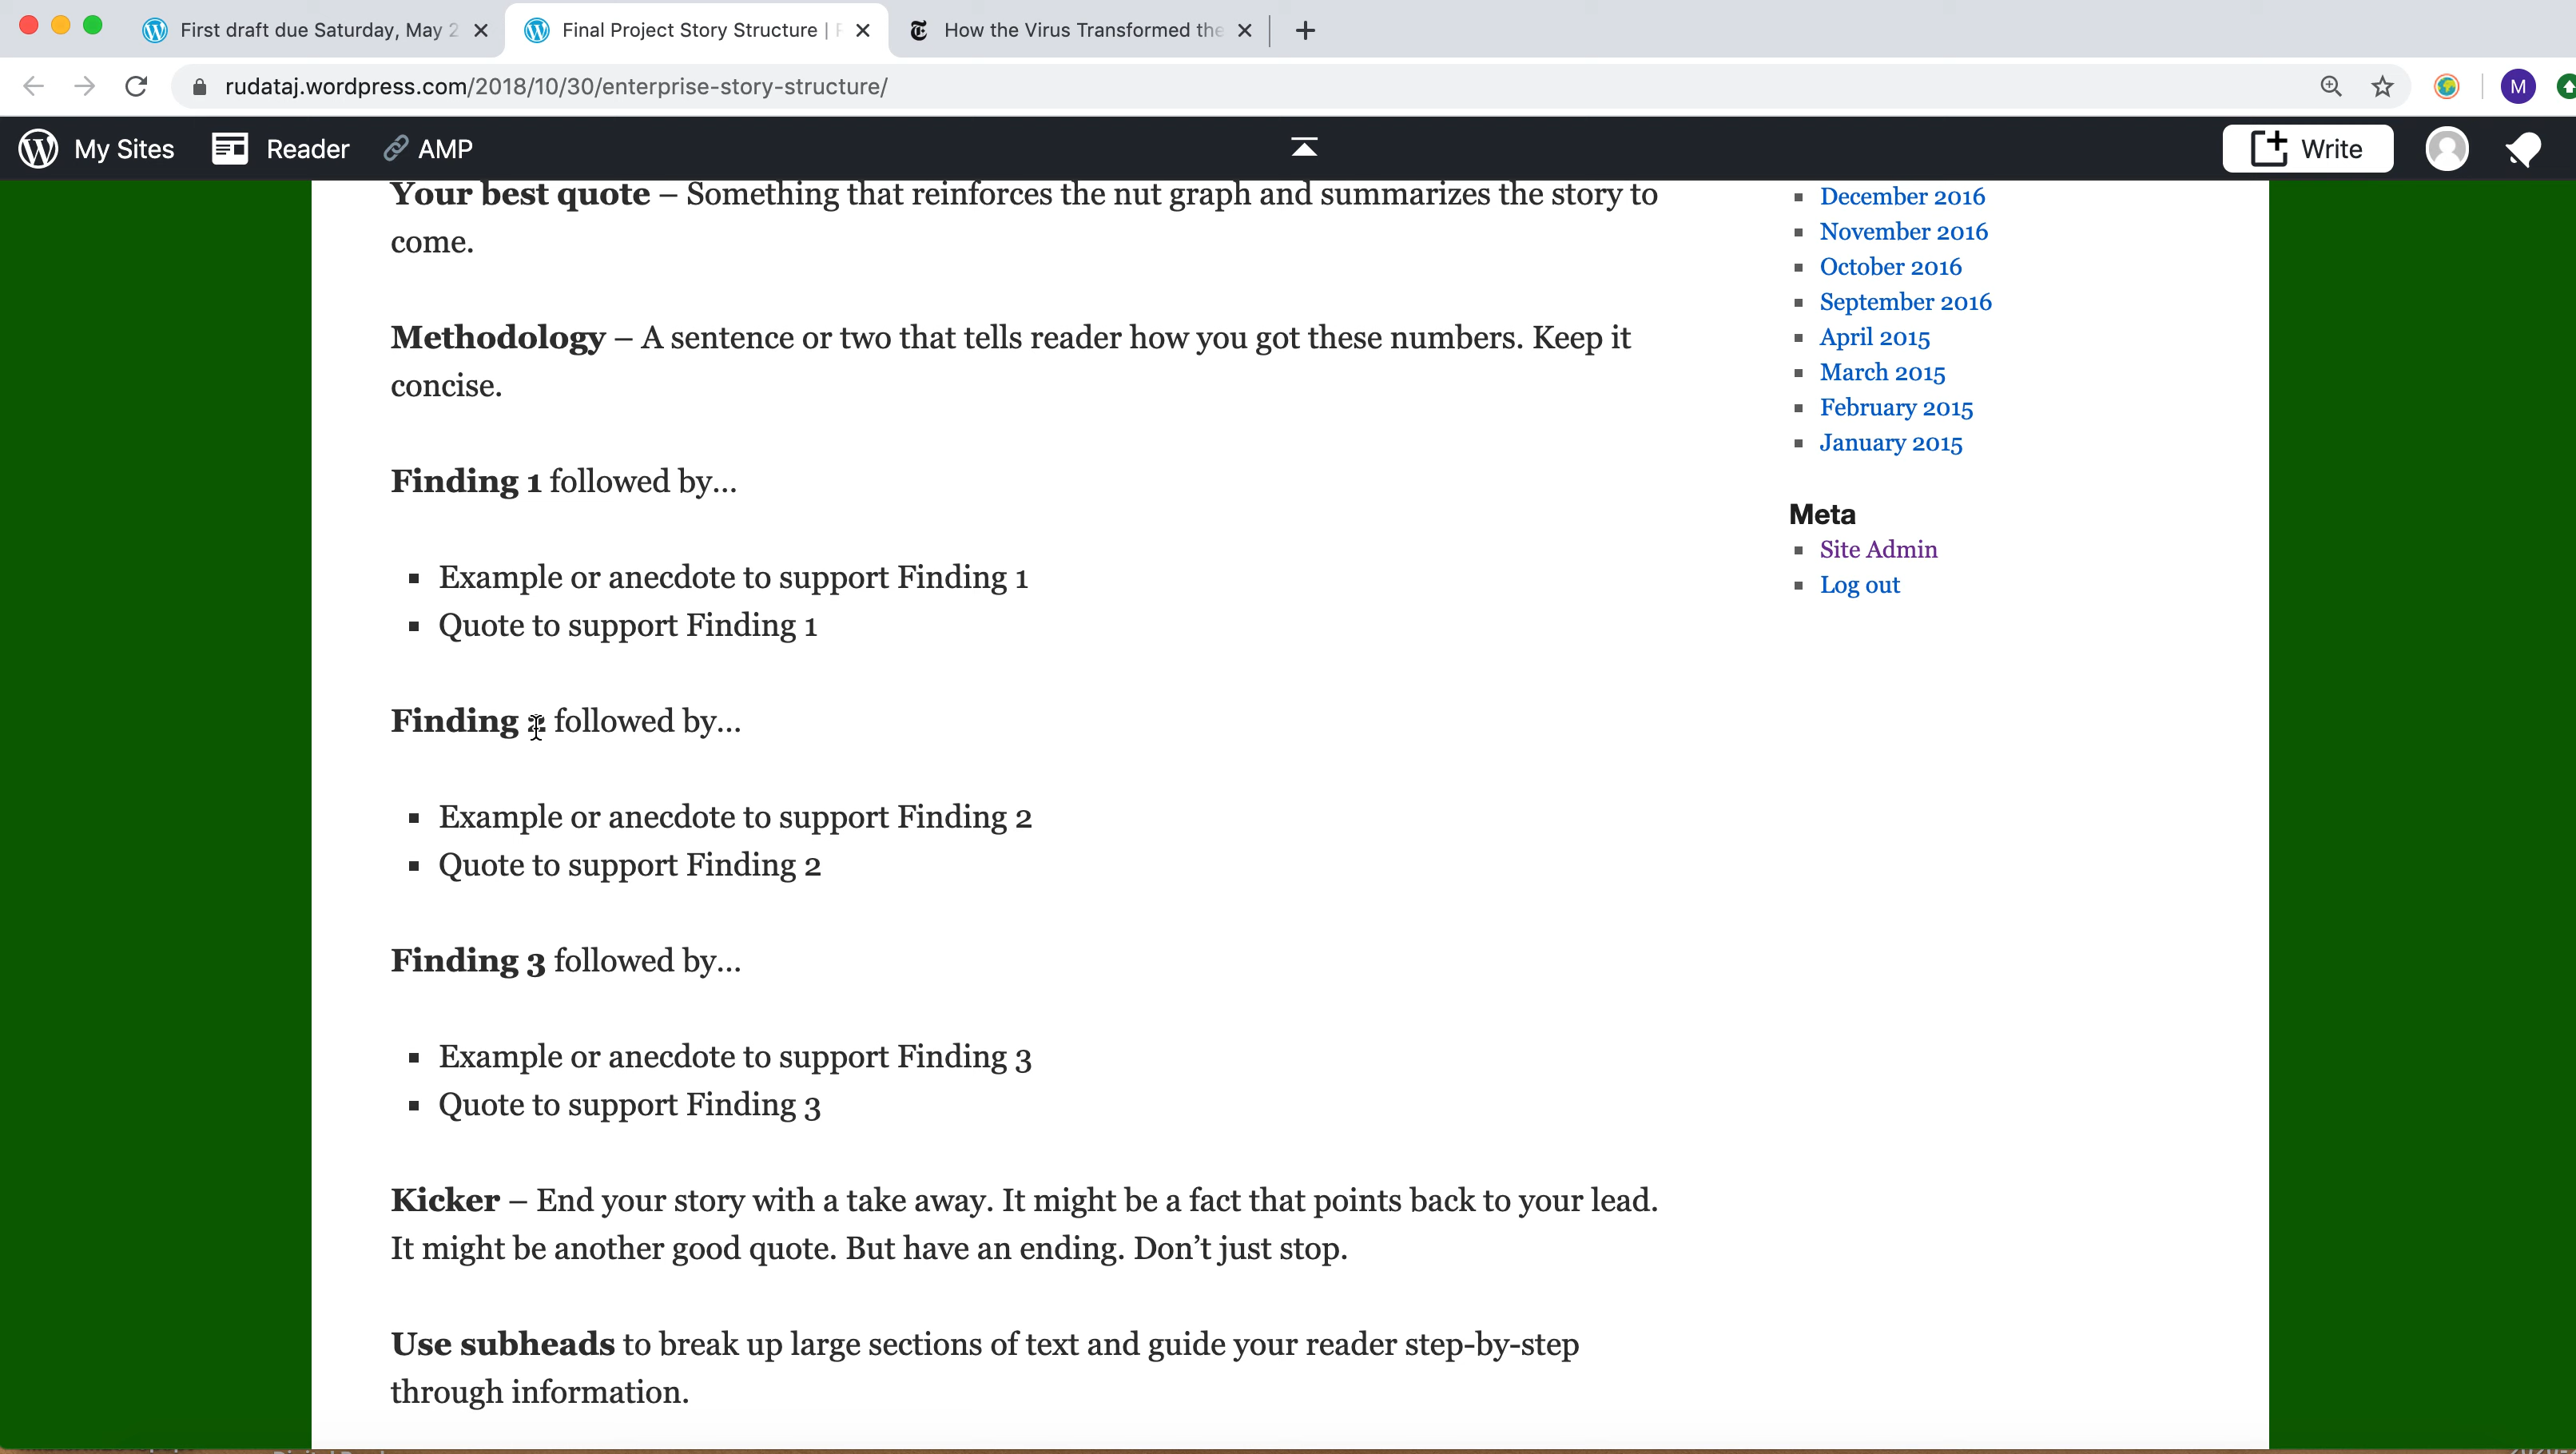 First draft due Saturday, May 2
Final Project Story Structure |
How the Virus Transformed the
rudataj.wordpress.com/2018/10/30/enterprise-story-structure/
M
My Sites
Reader
AMP
Write
Your best quote – Something that reinforces the nut graph and summarizes the story to
come.
Methodology – A sentence or two that tells reader how you got these numbers. Keep it
concise.
Finding 1 followed by...
▪ Example or anecdote to support Finding 1
▪ Quote to support Finding 1
Finding 2 followed by...
▪ Example or anecdote to support Finding 2
▪ Quote to support Finding 2
Finding 3 followed by...
▪ Example or anecdote to support Finding 3
▪ Quote to support Finding 3
Kicker – End your story with a take away. It might be a fact that points back to your lead.
It might be another good quote. But have an ending. Don’t just stop.
Use subheads to break up large sections of text and guide your reader step-by-step
through information.
▪ December 2016
▪ November 2016
▪ October 2016
▪ September 2016
▪ April 2015
▪ March 2015
▪ February 2015
▪ January 2015
Meta
▪ Site Admin
▪ Log out